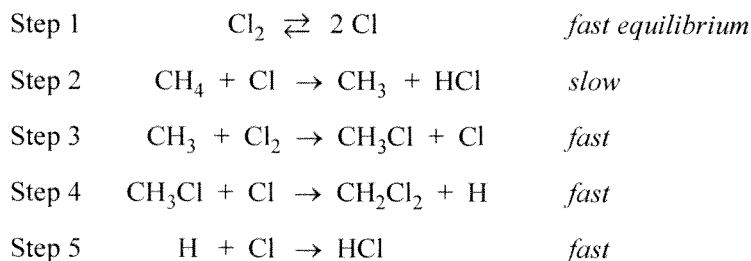 Step 1 Cl₂ ⇄ 2 Cl fast equilibrium
Step 2 CH₄ + Cl → CH₃ + HCl slow
Step 3 CH₃ + Cl₂ → CH₃Cl + Cl fast
Step 4 CH₃Cl + Cl → CH₂Cl₂ + H fast
Step 5 H + Cl → HCl fast